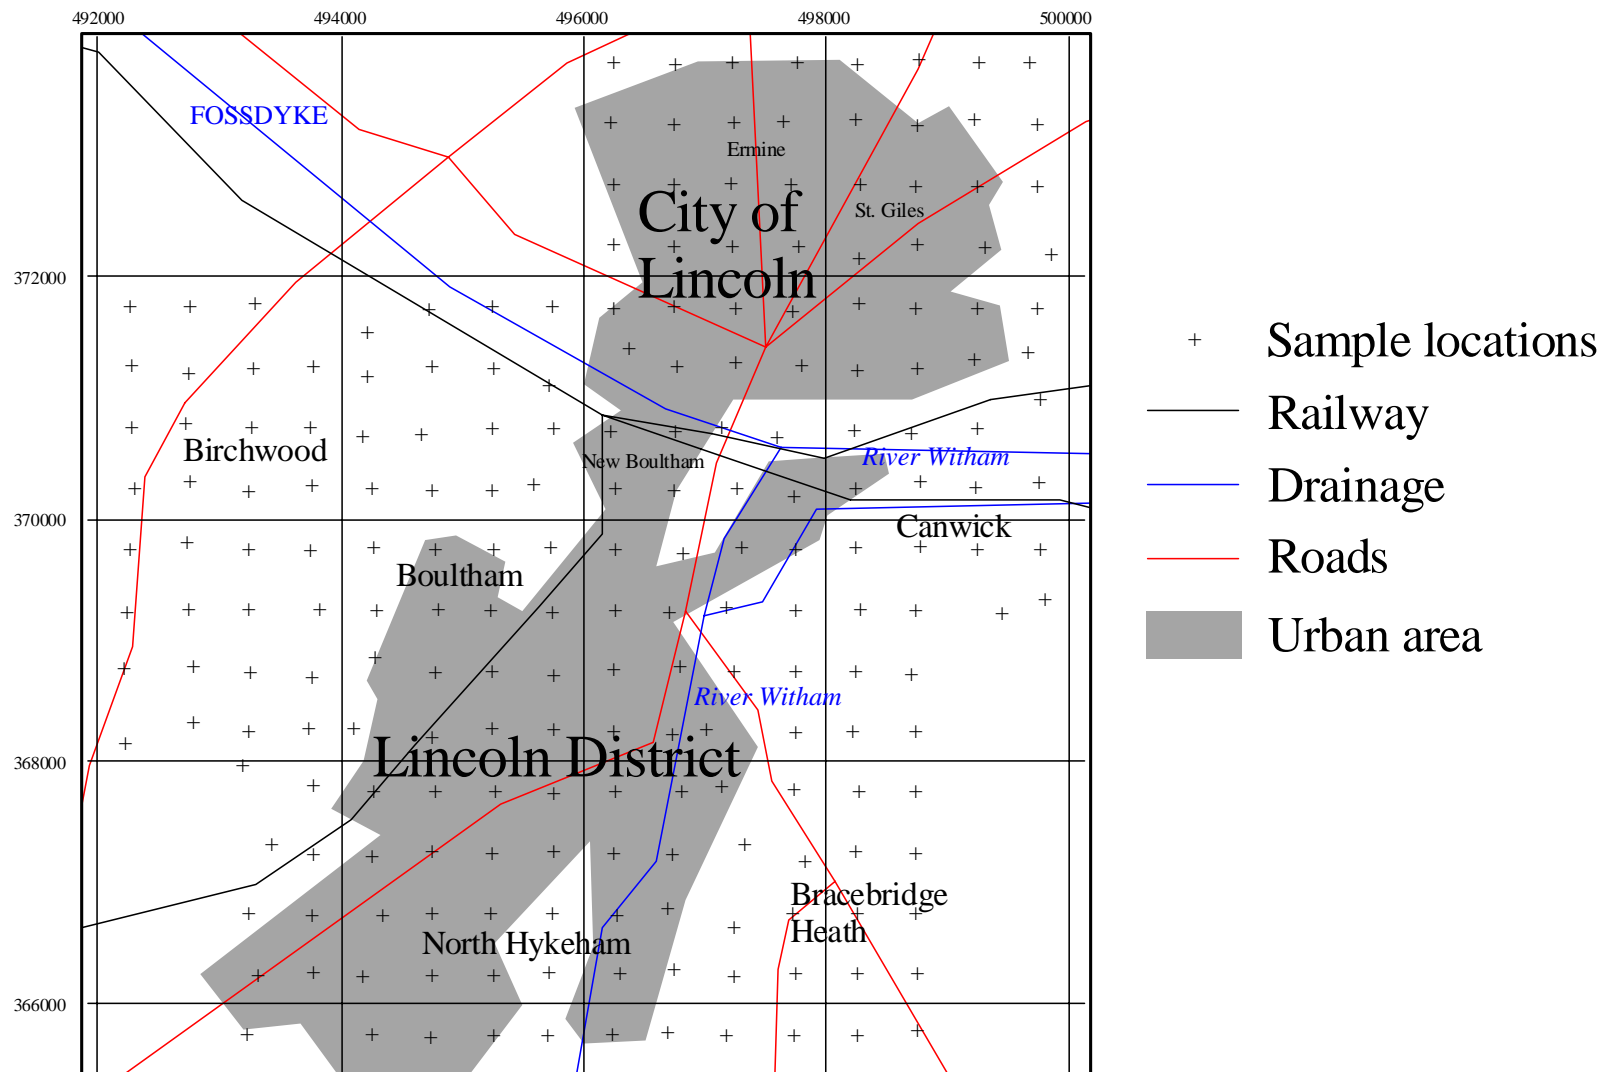 492000 494000 496000 498000 500000
FOSSDYKE
Ermine
City of
Lincoln
St. Giles
372000
Sample locations
Railway
Birchwood
New Boultham
River Witham
Drainage
370000
Canwick
Roads
Boultham
Urban area
River Witham
Lincoln District
368000
Bracebridge
Heath
North Hykeham
366000